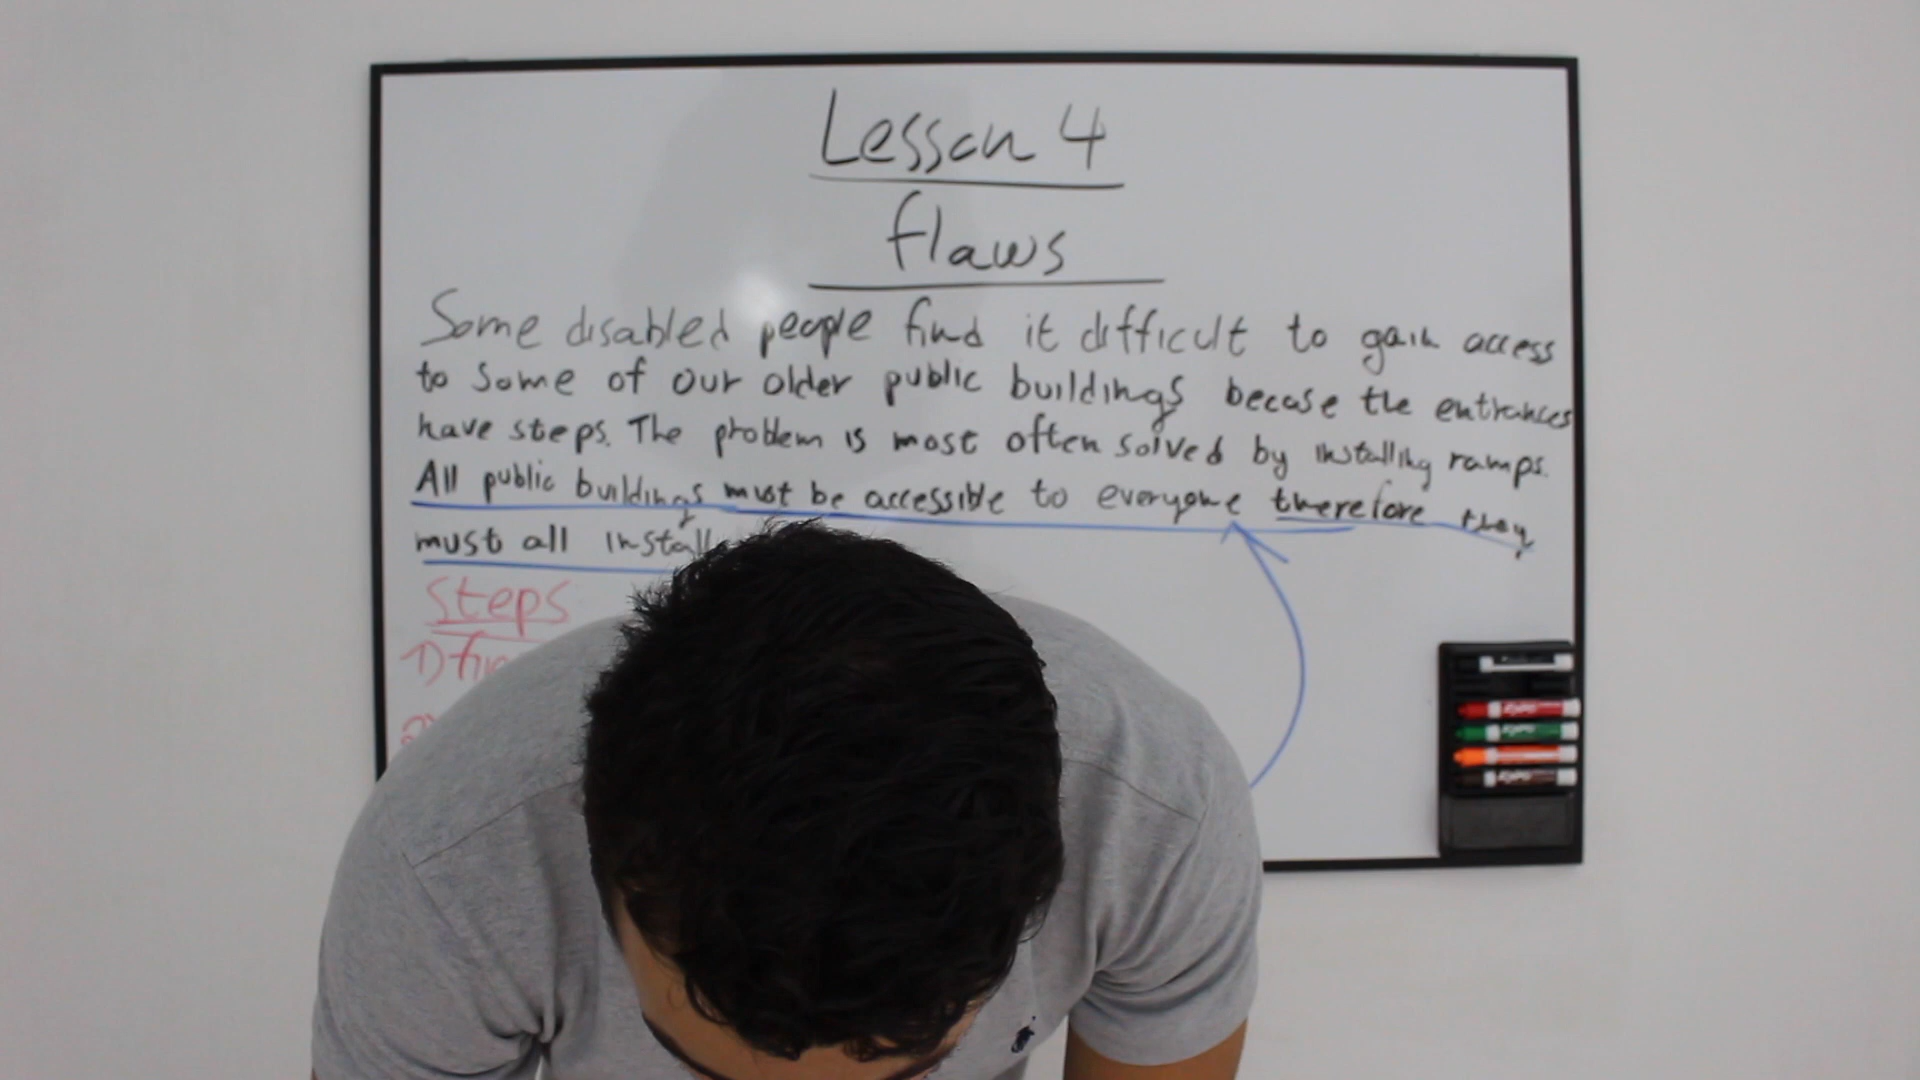 Lesson 4
flaws
Some disabled people find it difficult to gain access
to some of our older public buildings becase the entrances
have steps. The problem is most often solved by installing ramps.
All public buildings must be accessible to everyone therefore they
must all install
steps
1)